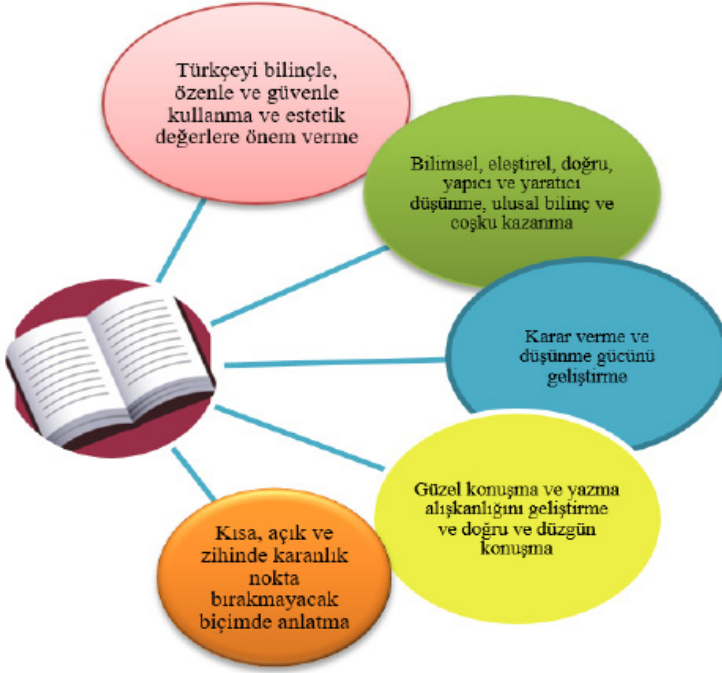 Türkçeyi bilinçle,
özenle ve güvenle
kullanma ve estetik
değerlere önem verme
Bilimsel, eleştirel, doğru,
yapıcı ve yaratıcı
düşünme, ulusal bilinç ve
coşku kazanma
Karar verme ve
düşünme gücünü
geliştirme
Güzel konuşma ve yazma
alışkanlığını geliştirme
ve doğru ve düzgün
konuşma
Kısa, açık ve
zihinde karanlık
nokta
bırakmayacak
biçimde anlatma